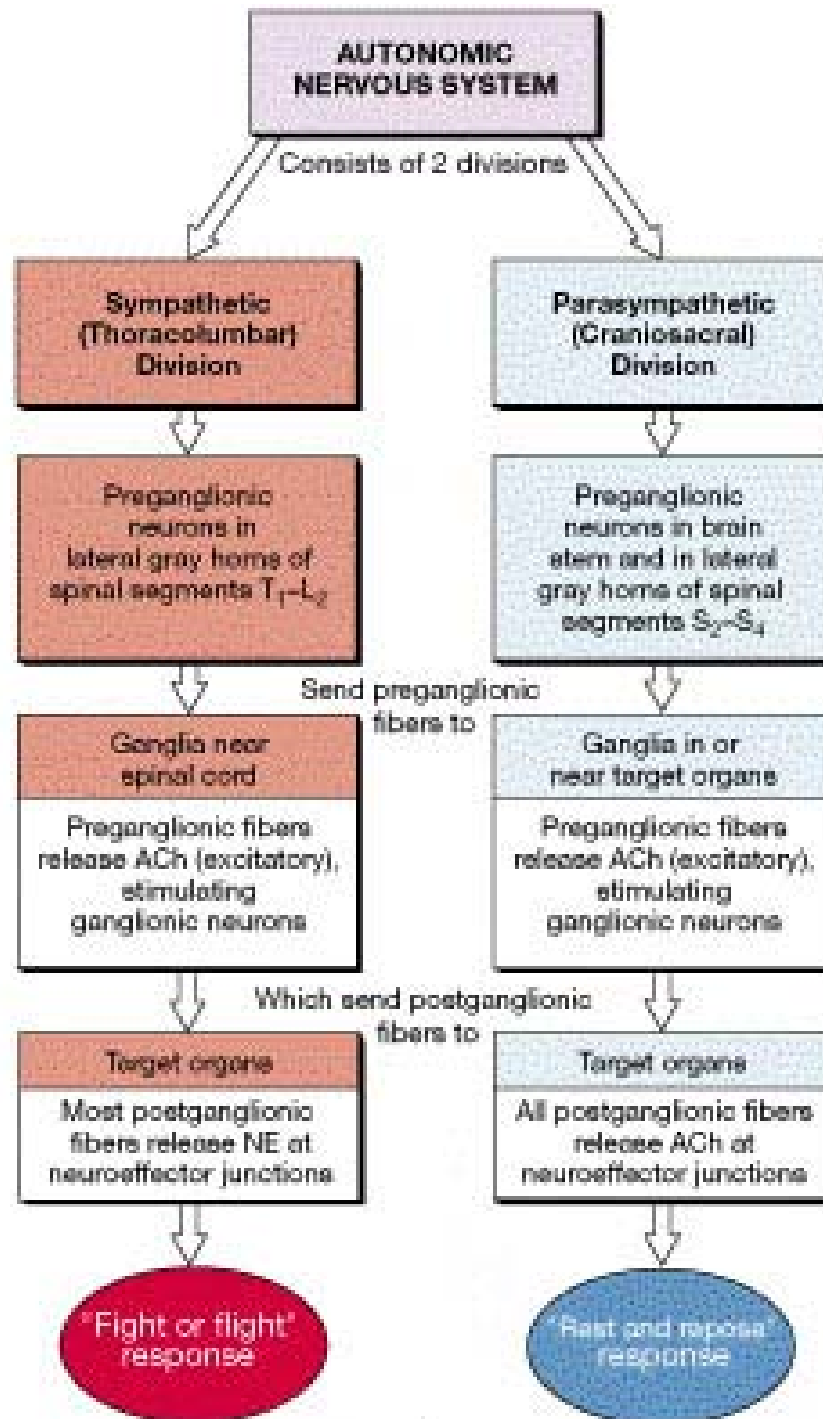 AUTONOMIC
NERVOUS SYSTEM
Consists of 2 divisions
Sympathetic
(Thoracolumbar)
Division
Parasympathetic
(Craniosacral)
Division
Preganglionic
neurons in
lateral gray horns of
spinal segments T₁–L₂
Preganglionic
neurons in brain
stem and in lateral
gray horns of spinal
segments S₂–S₄
Send preganglionic
fibers to
Ganglia near
spinal cord
Preganglionic fibers
release ACh (excitatory),
stimulating
ganglionic neurons
Ganglia in or
near target organs
Preganglionic fibers
release ACh (excitatory),
stimulating
ganglionic neurons
Which send postganglionic
fibers to
Target organs
Most postganglionic
fibers release NE at
neuroeffector junctions
Target organs
All postganglionic fibers
release ACh at
neuroeffector junctions
"Fight or flight"
response
"Rest and repose"
response